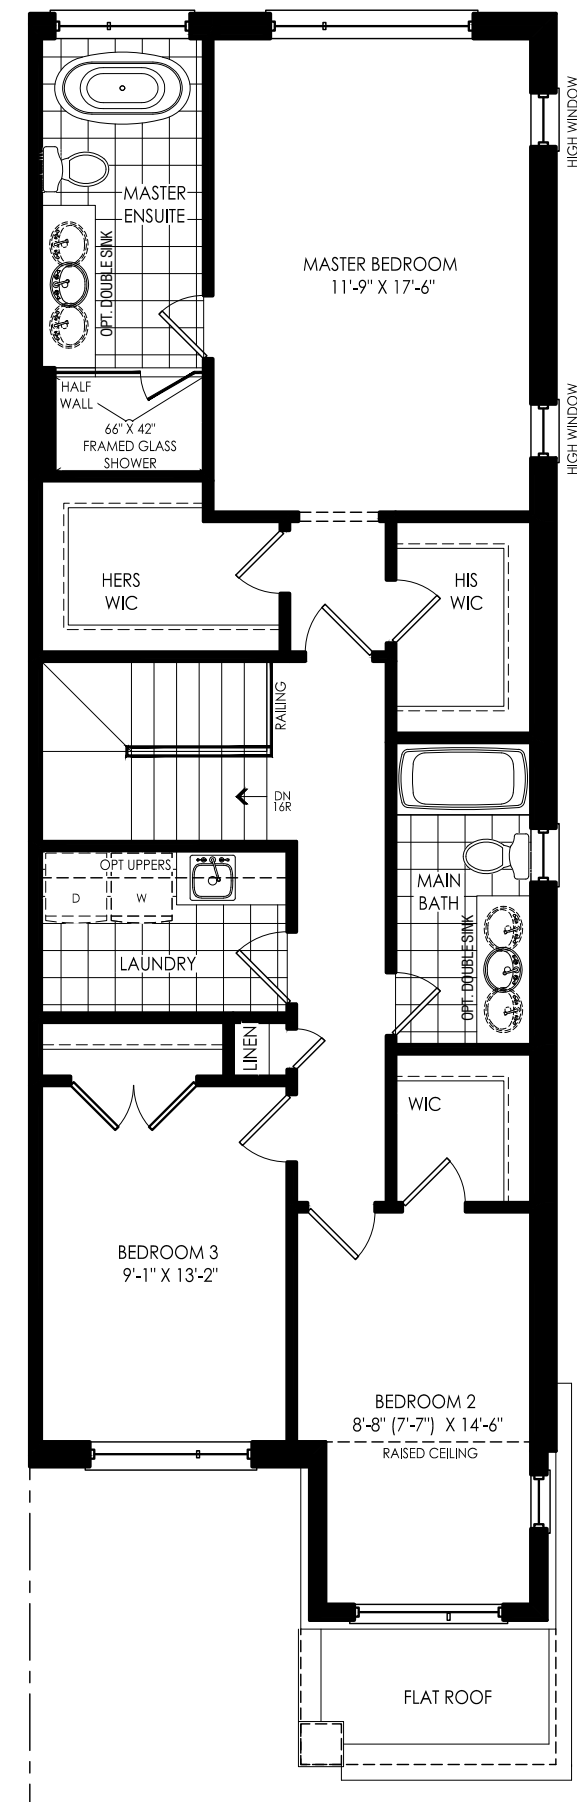 HIGH WINDOW
MASTER
ENSUITE
OPT. DOUBLE SINK
MASTER BEDROOM
11'-9" X 17'-6"
HALF
WALL
66" X 42"
FRAMED GLASS
SHOWER
HIGH WINDOW
HERS
WIC
HIS
WIC
RAILING
DN
16R
OPT UPPERS
D
W
LAUNDRY
MAIN
BATH
OPT. DOUBLE SINK
LINEN
WIC
BEDROOM 3
9'-1" X 13'-2"
BEDROOM 2
8'-8" (7'-7") X 14'-6"
RAISED CEILING
FLAT ROOF